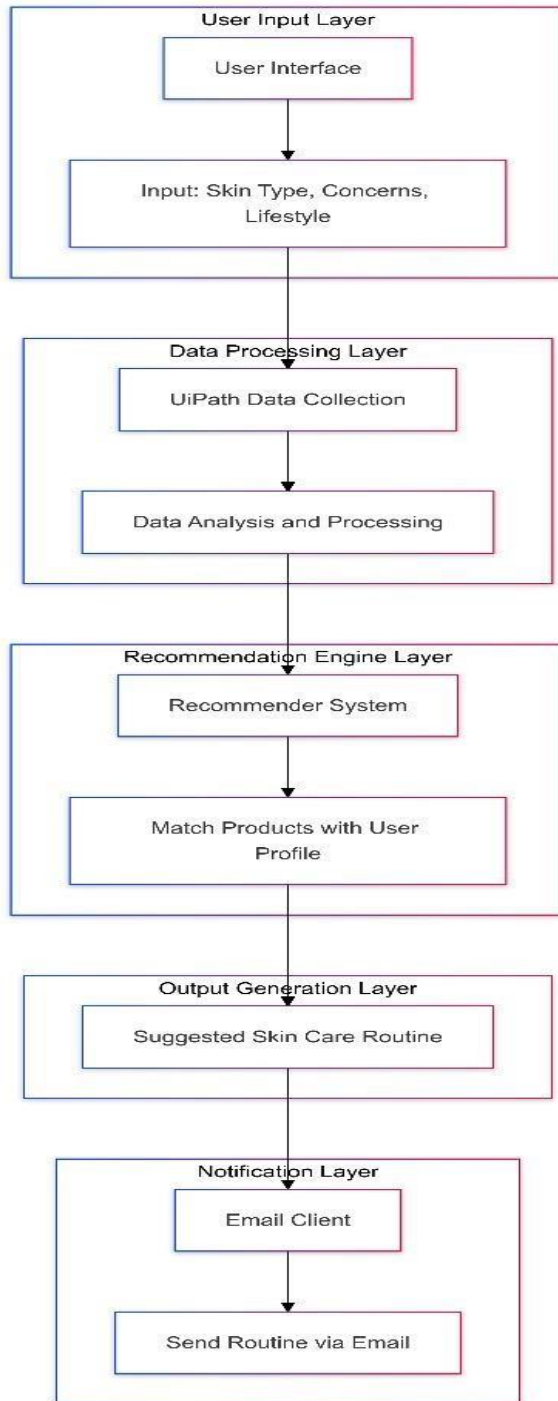 User Input Layer
User Interface
Input: Skin Type, Concerns,
Lifestyle
Data Processing Layer
UiPath Data Collection
Data Analysis and Processing
Recommendation Engine Layer
Recommender System
Match Products with User
Profile
Output Generation Layer
Suggested Skin Care Routine
Notification Layer
Email Client
Send Routine via Email